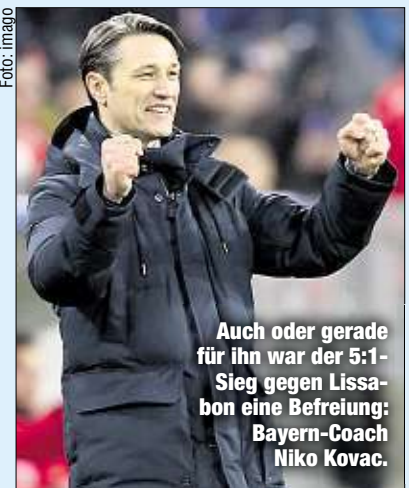 Foto: imago
Auch oder gerade
für ihn war der 5:1-
Sieg gegen Lissa-
bon eine Befreiung:
Bayern-Coach
Niko Kovac.